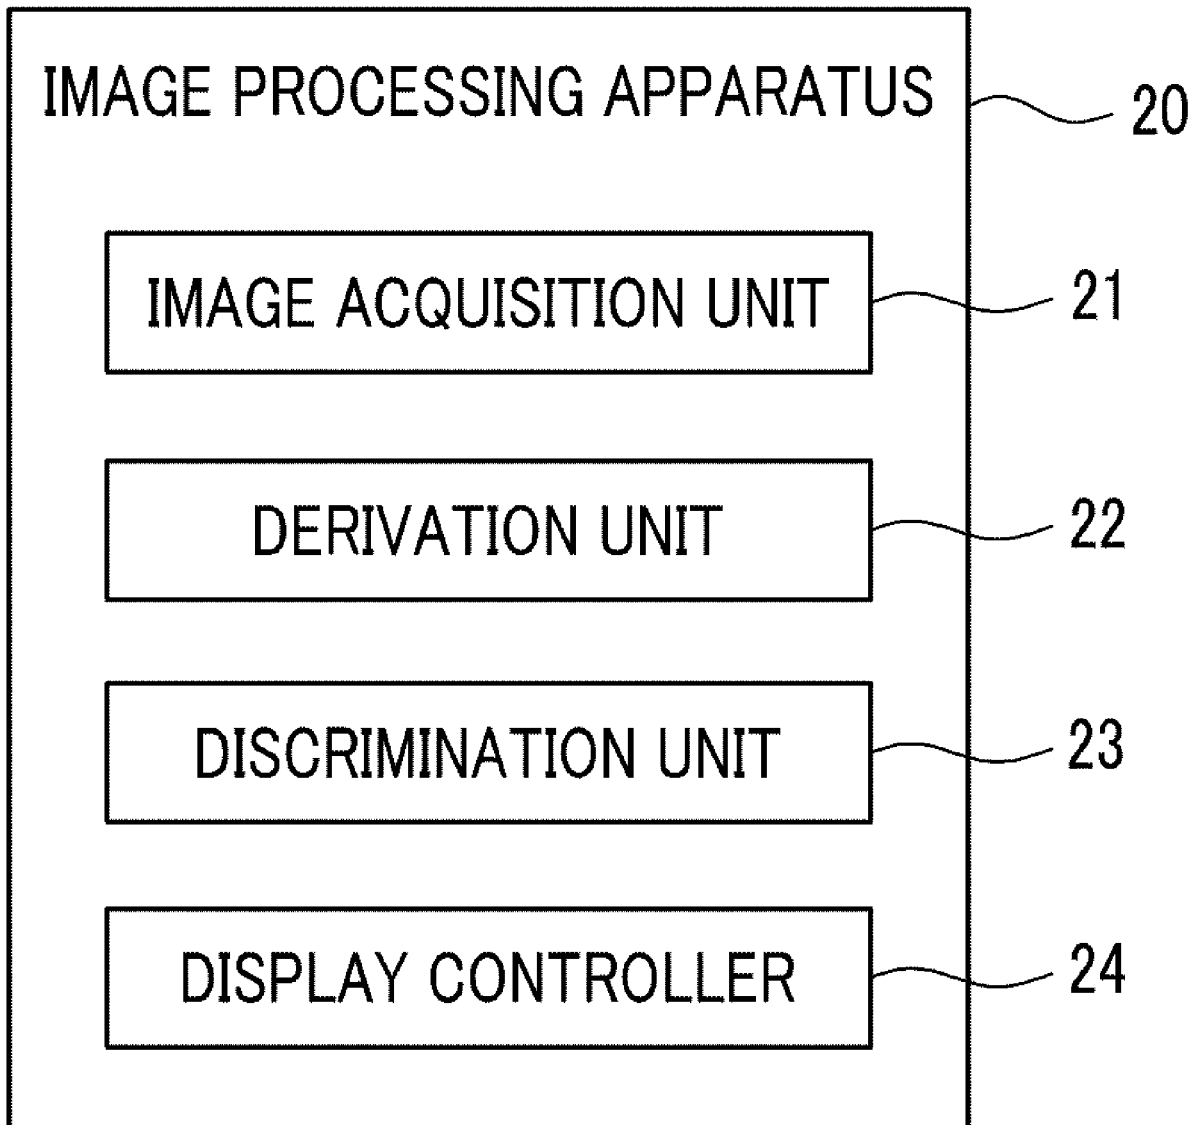 IMAGE PROCESSING APPARATUS
20
IMAGE ACQUISITION UNIT
21
DERIVATION UNIT
22
DISCRIMINATION UNIT
23
DISPLAY CONTROLLER
24